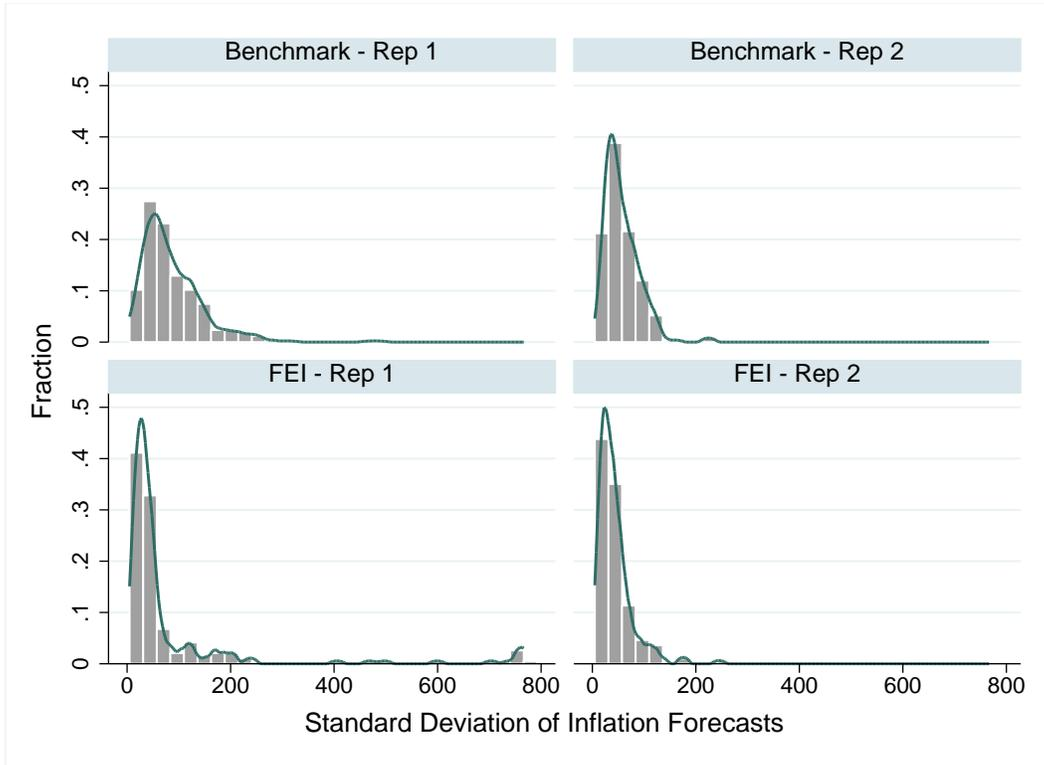 Benchmark - Rep 1
Benchmark - Rep 2
.5
.4
.3
.2
.1
0
FEI - Rep 1
FEI - Rep 2
.5
.4
.3
.2
.1
0
0 200 400 600 800
0 200 400 600 800
Fraction
Standard Deviation of Inflation Forecasts